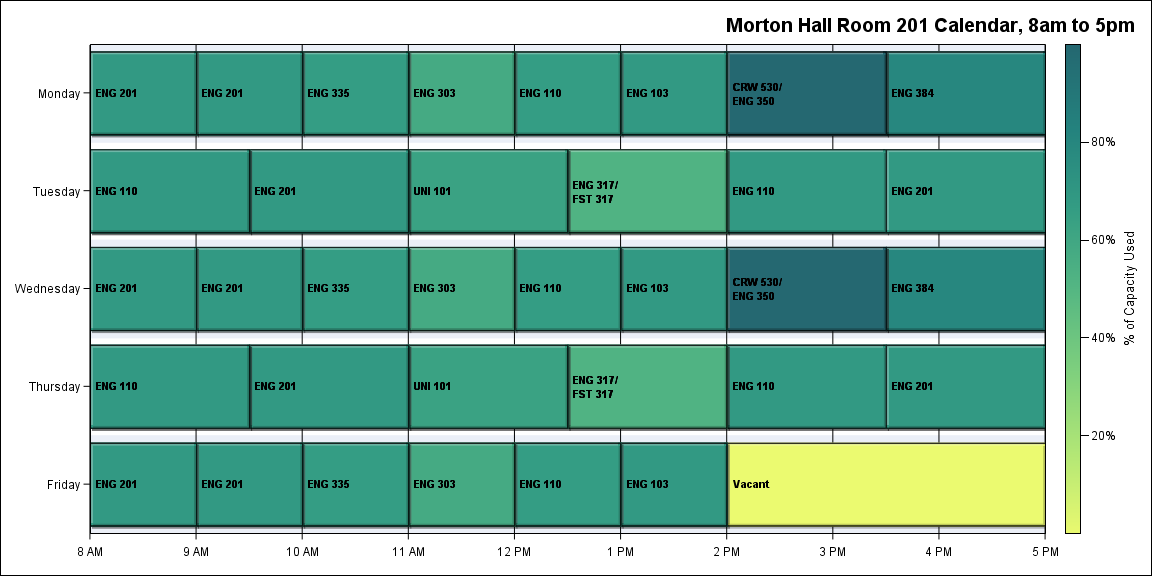 Morton Hall Room 201 Calendar, 8am to 5pm
Monday
ENG 201
ENG 201
ENG 335
ENG 303
ENG 110
ENG 103
CRW 530/
ENG 350
ENG 384
Tuesday
ENG 110
ENG 201
UNI 101
ENG 317/
FST 317
ENG 110
ENG 201
Wednesday
ENG 201
ENG 201
ENG 335
ENG 303
ENG 110
ENG 103
CRW 530/
ENG 350
ENG 384
Thursday
ENG 110
ENG 201
UNI 101
ENG 317/
FST 317
ENG 110
ENG 201
Friday
ENG 201
ENG 201
ENG 335
ENG 303
ENG 110
ENG 103
Vacant
8 AM
9 AM
10 AM
11 AM
12 PM
1 PM
2 PM
3 PM
4 PM
5 PM
80%
60%
40%
20%
% of Capacity Used